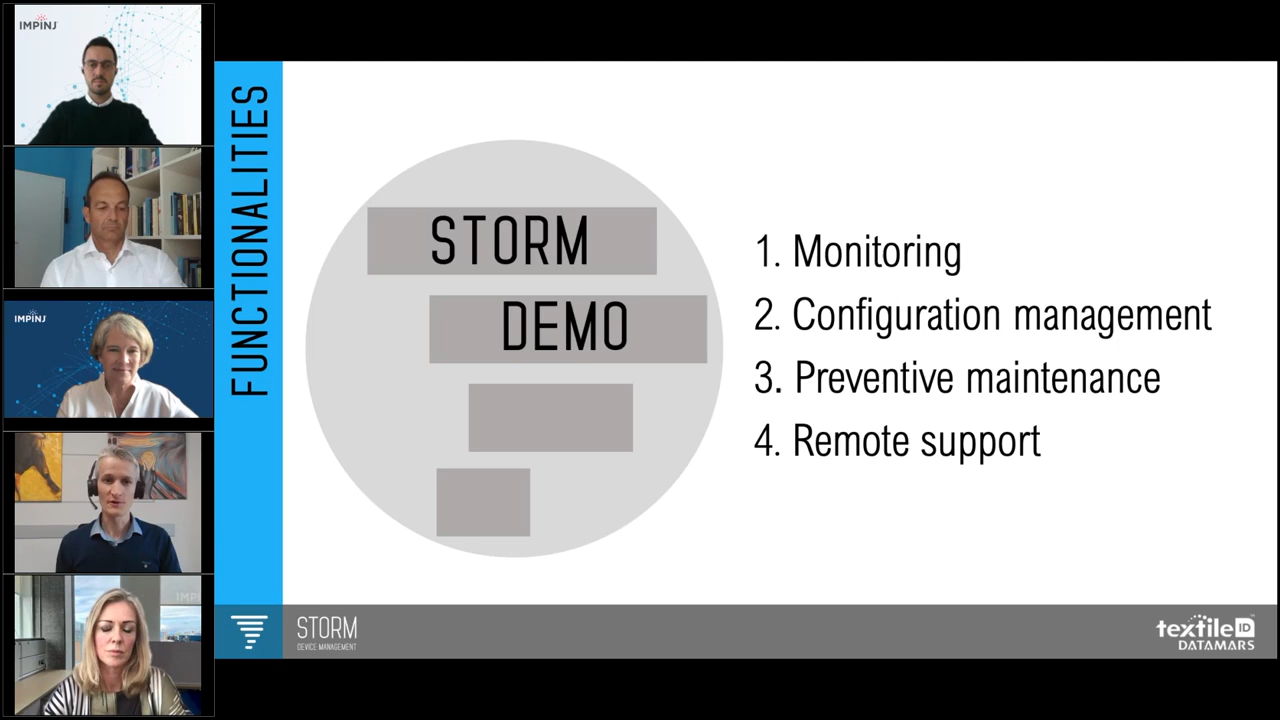 IMPINJ
IMPINJ
IMPINJ
FUNCTIONALITIES
STORM
DEMO
1. Monitoring
2. Configuration management
3. Preventive maintenance
4. Remote support
STORM
DEVICE MANAGEMENT
textile ID
DATAMARS